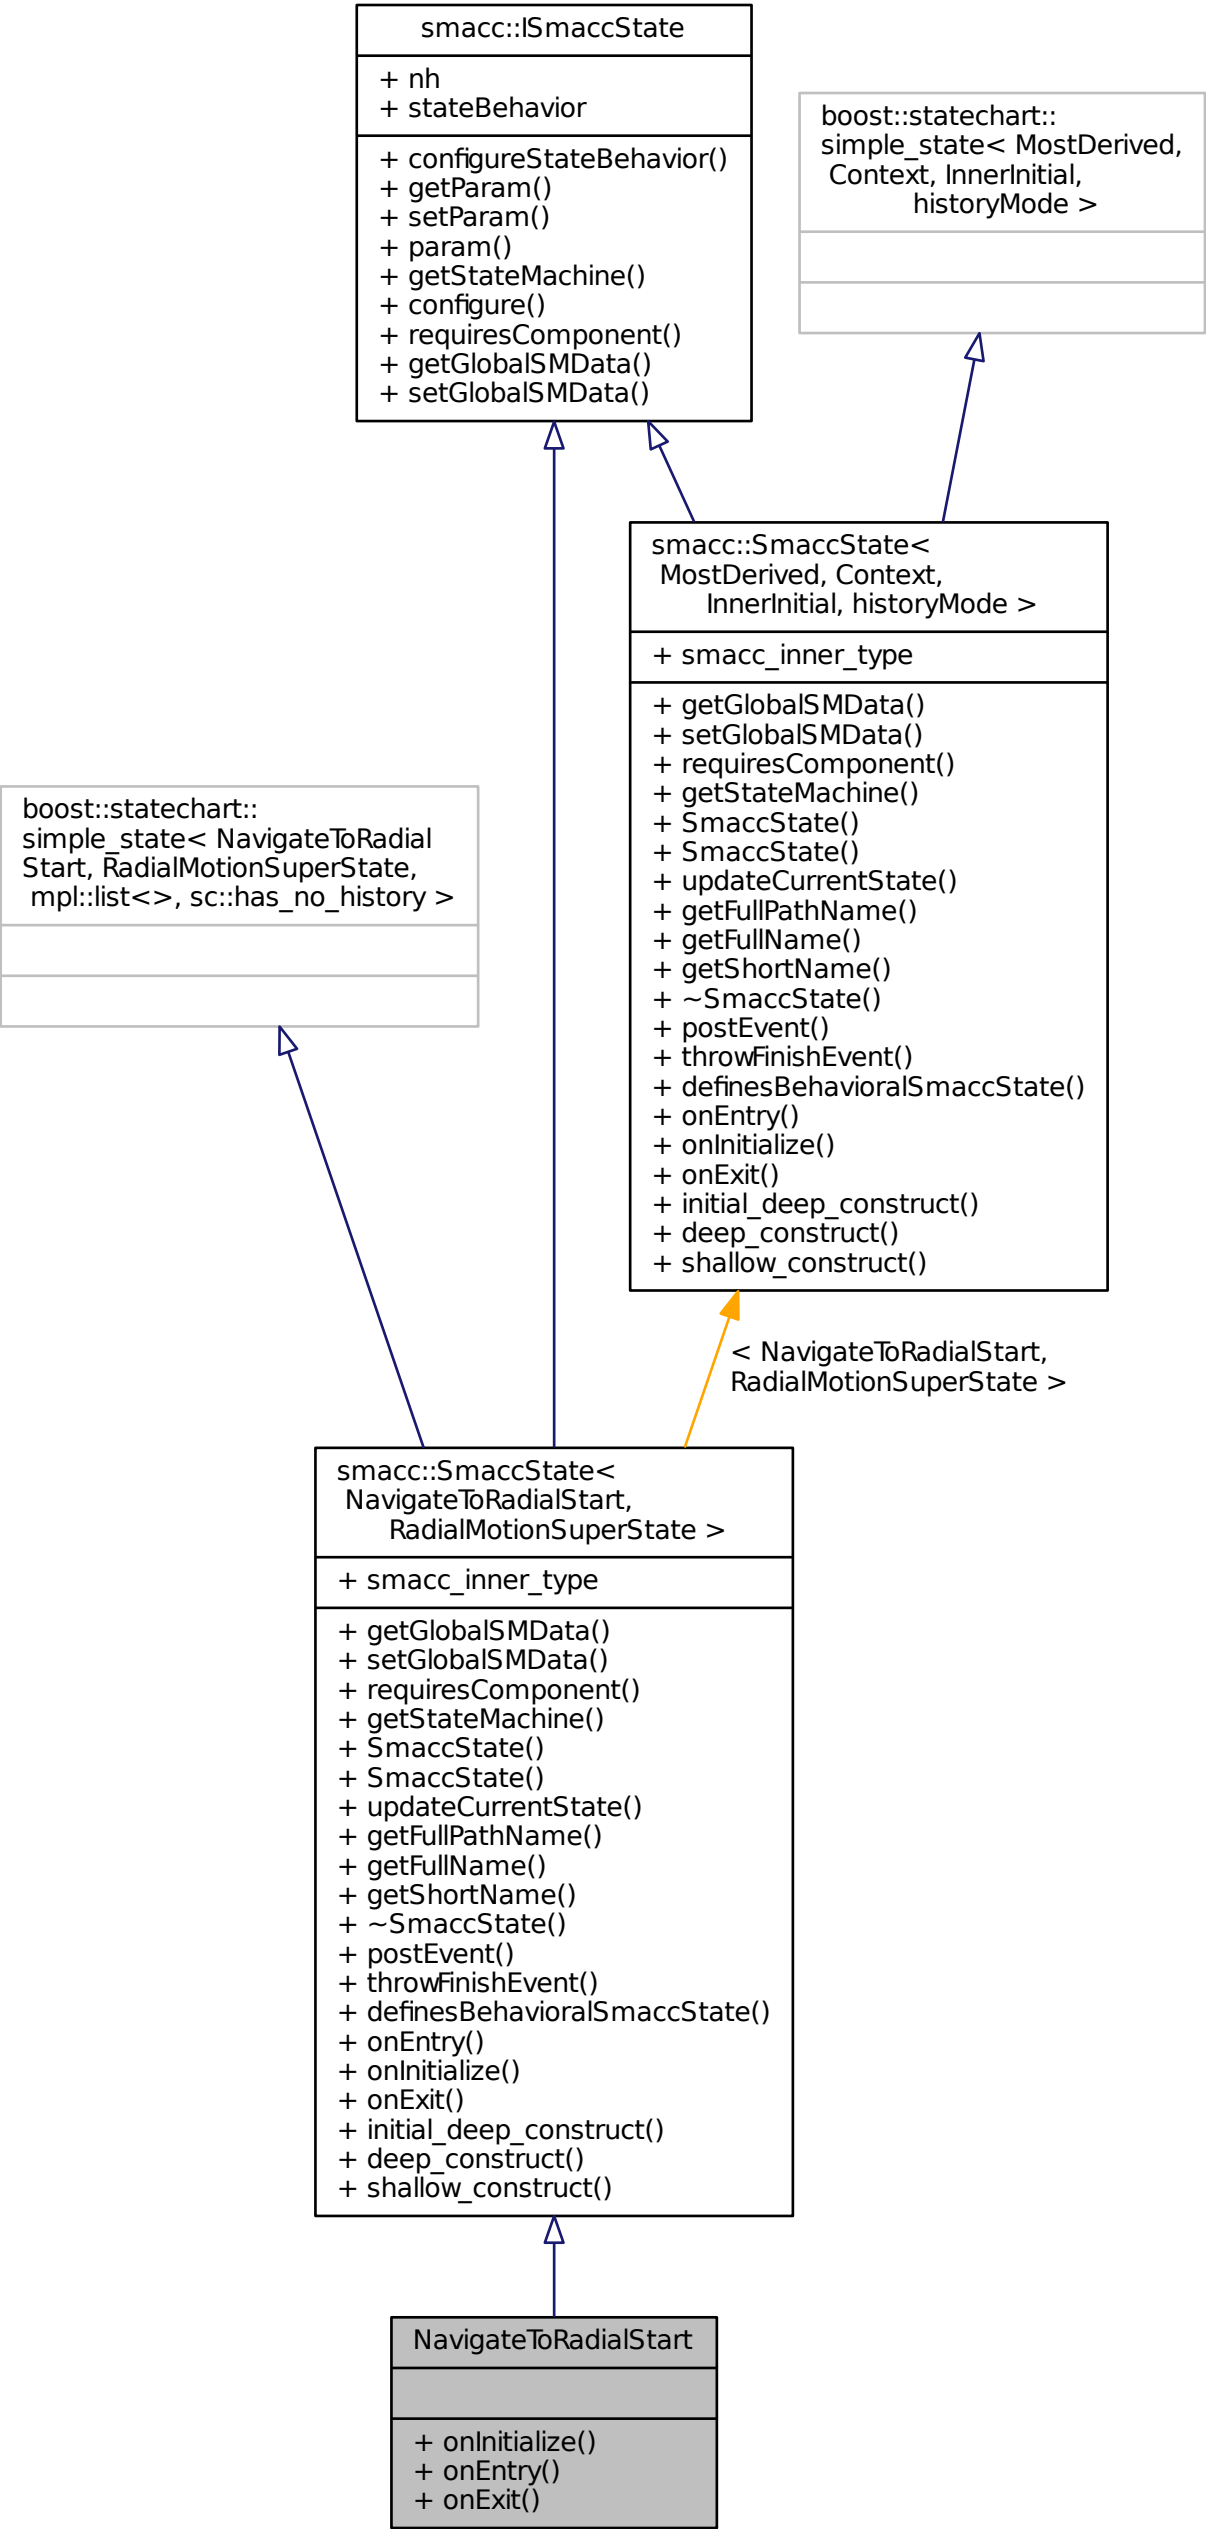 smacc::ISmaccState
+ nh
+ stateBehavior
+ configureStateBehavior()
+ getParam()
+ setParam()
+ param()
+ getStateMachine()
+ configure()
+ requiresComponent()
+ getGlobalSMData()
+ setGlobalSMData()
boost::statechart::
simple_state< MostDerived,
Context, InnerInitial,
historyMode >
smacc::SmaccState<
MostDerived, Context,
InnerInitial, historyMode >
+ smacc_inner_type
+ getGlobalSMData()
+ setGlobalSMData()
+ requiresComponent()
+ getStateMachine()
+ SmaccState()
+ SmaccState()
+ updateCurrentState()
+ getFullPathName()
+ getFullName()
+ getShortName()
+ ~SmaccState()
+ postEvent()
+ throwFinishEvent()
+ definesBehavioralSmaccState()
+ onEntry()
+ onInitialize()
+ onExit()
+ initial_deep_construct()
+ deep_construct()
+ shallow_construct()
boost::statechart::
simple_state< NavigateToRadial
Start, RadialMotionSuperState,
mpl::list<>, sc::has_no_history >
< NavigateToRadialStart,
RadialMotionSuperState >
smacc::SmaccState<
NavigateToRadialStart,
RadialMotionSuperState >
+ smacc_inner_type
+ getGlobalSMData()
+ setGlobalSMData()
+ requiresComponent()
+ getStateMachine()
+ SmaccState()
+ SmaccState()
+ updateCurrentState()
+ getFullPathName()
+ getFullName()
+ getShortName()
+ ~SmaccState()
+ postEvent()
+ throwFinishEvent()
+ definesBehavioralSmaccState()
+ onEntry()
+ onInitialize()
+ onExit()
+ initial_deep_construct()
+ deep_construct()
+ shallow_construct()
NavigateToRadialStart
+ onInitialize()
+ onEntry()
+ onExit()